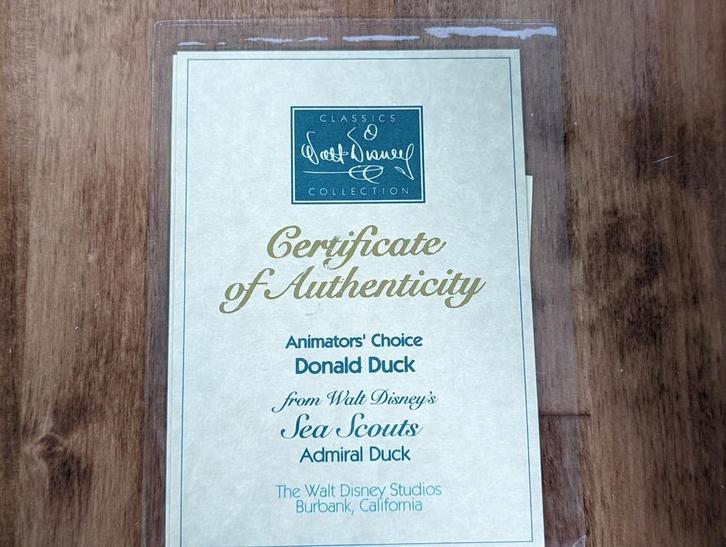 CLASSICS
Walt Disney
COLLECTION
Certificate
of Authenticity
Animators' Choice
Donald Duck
from Walt Disney's
Sea Scouts
Admiral Duck
The Walt Disney Studios
Burbank, California